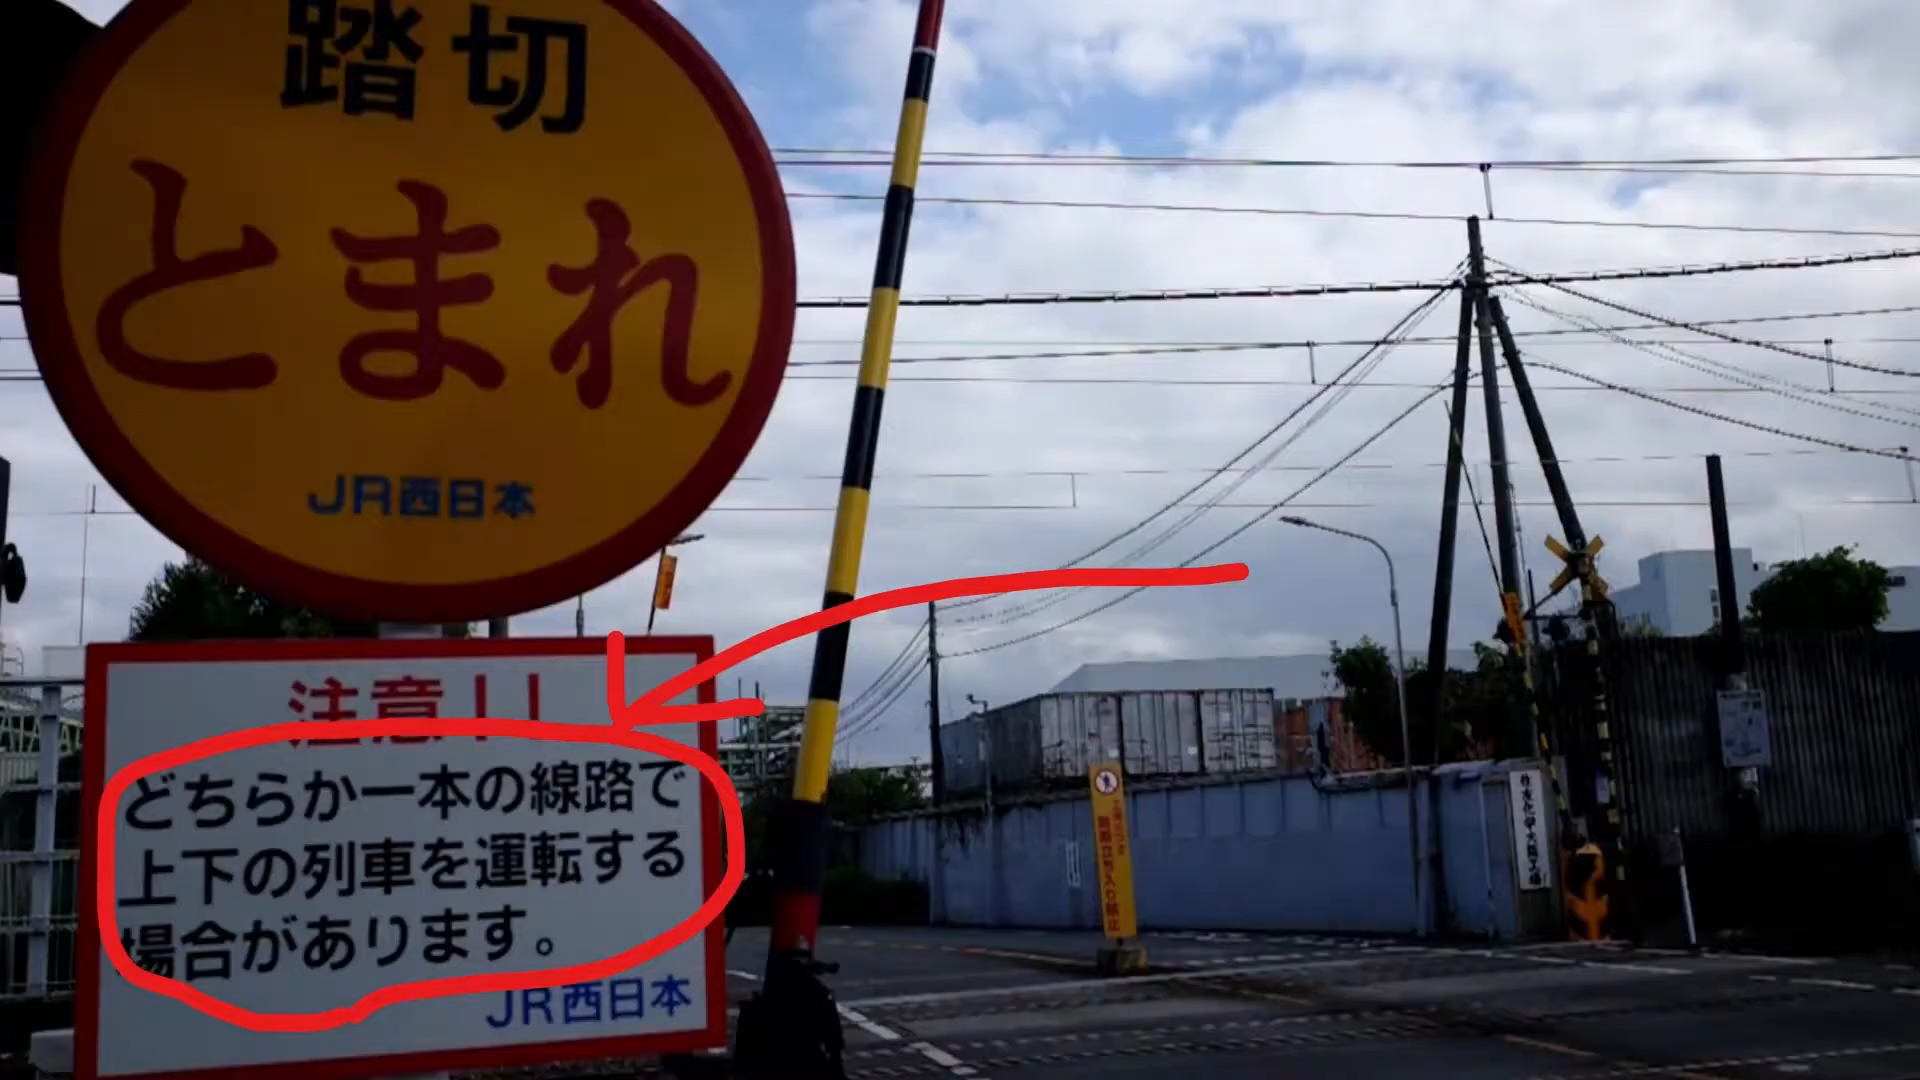 踏切
とまれ
JR西日本
注意!!
どちらか一本の線路で
上下の列車を運転する
場合があります。
JR西日本